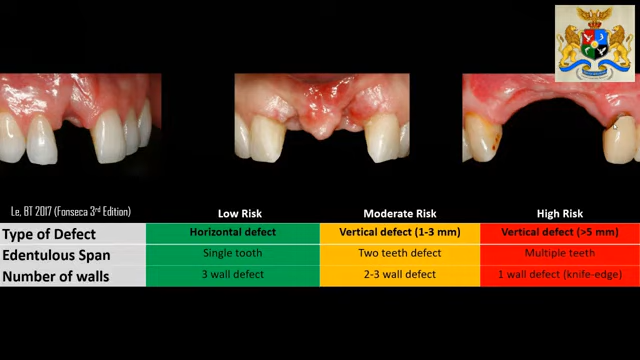 Le, BT 2017 (Fonseca 3rd Edition)
Low Risk
Moderate Risk
High Risk
Type of Defect
Horizontal defect
Vertical defect (1-3 mm)
Vertical defect (>5 mm)
Edentulous Span
Single tooth
Two teeth defect
Multiple teeth
Number of walls
3 wall defect
2-3 wall defect
1 wall defect (knife-edge)